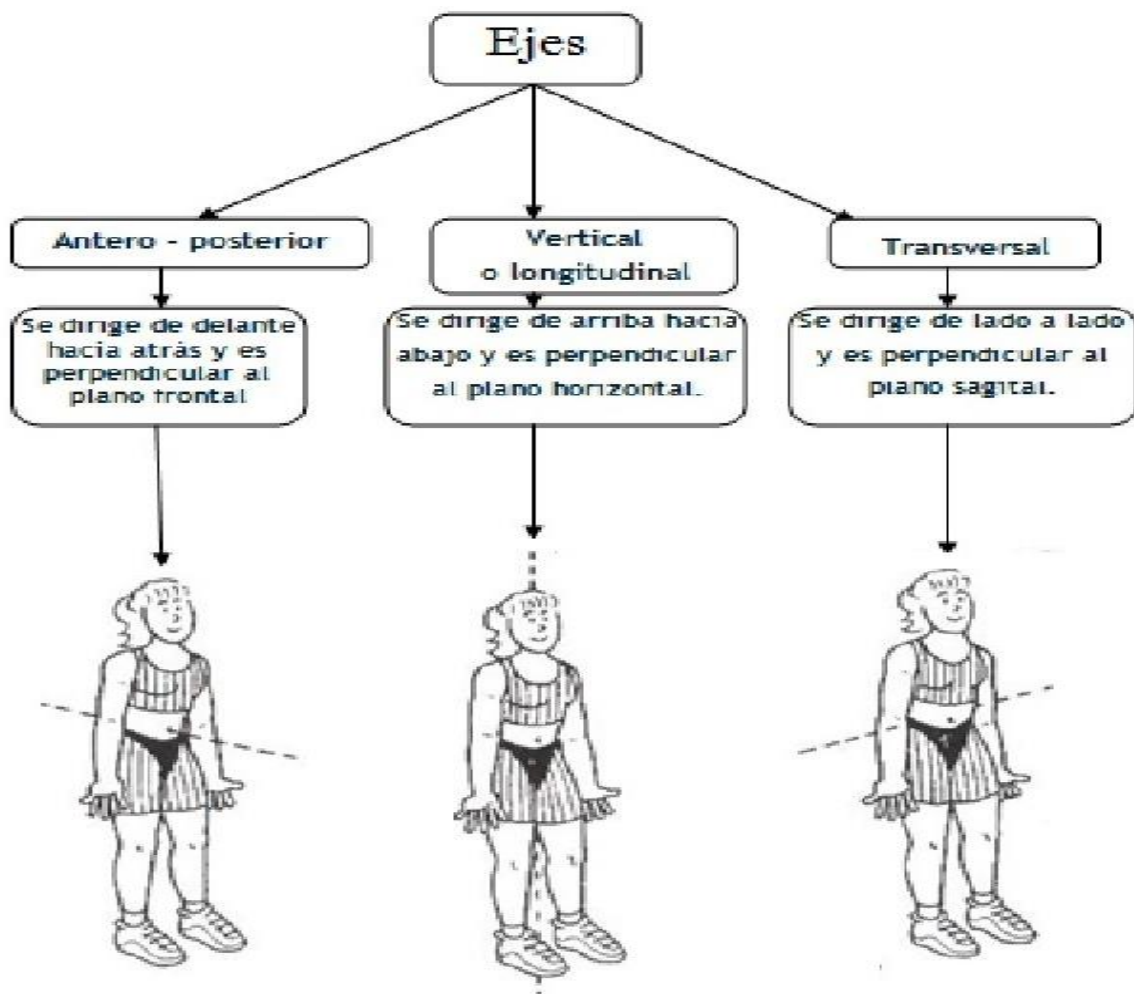 Ejes
Antero - posterior
Vertical
o longitudinal
Transversal
Se dirige de delante
hacia atrás y es
perpendicular al
plano frontal
Se dirige de arriba hacia
abajo y es perpendicular
al plano horizontal.
Se dirige de lado a lado
y es perpendicular al
plano sagital.